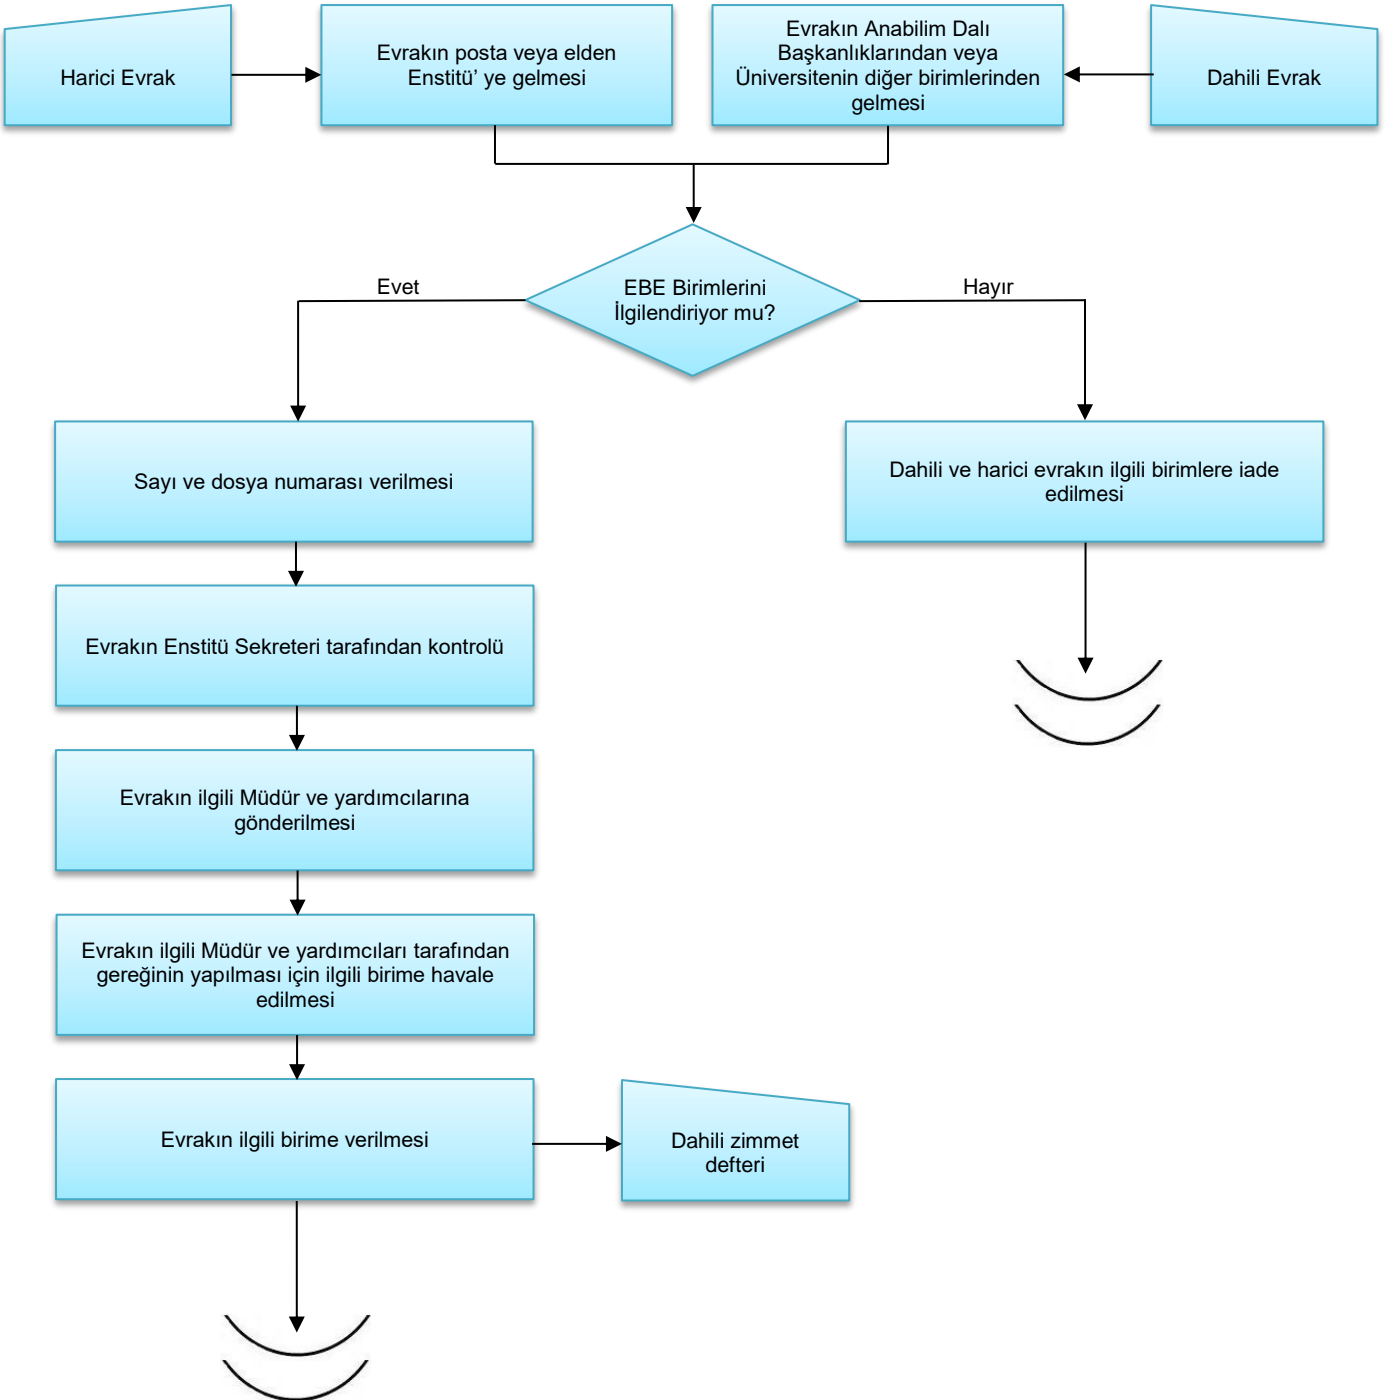 Harici Evrak
Evrakın posta veya elden
Enstitü’ ye gelmesi
Evrakın Anabilim Dalı
Başkanlıklarından veya
Üniversitenin diğer birimlerinden
gelmesi
Dahili Evrak
EBE Birimlerini
İlgilendiriyor mu?
Evet
Hayır
Sayı ve dosya numarası verilmesi
Dahili ve harici evrakın ilgili birimlere iade
edilmesi
Evrakın Enstitü Sekreteri tarafından kontrolü
Evrakın ilgili Müdür ve yardımcılarına
gönderilmesi
Evrakın ilgili Müdür ve yardımcıları tarafından
gereğinin yapılması için ilgili birime havale
edilmesi
Evrakın ilgili birime verilmesi
Dahili zimmet
defteri